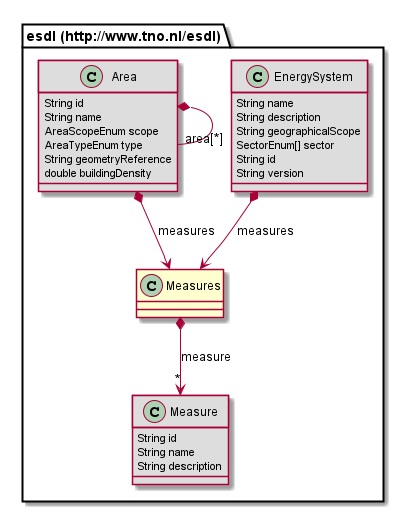 esdl (http://www.tno.nl/esdl)
C Area
String id
String name
AreaScopeEnum scope
AreaTypeEnum type
String geometryReference
double buildingDensity
area[*]
C EnergySystem
String name
String description
String geographicalScope
SectorEnum[] sector
String id
String version
measures
measures
C Measures
measure
*
C Measure
String id
String name
String description